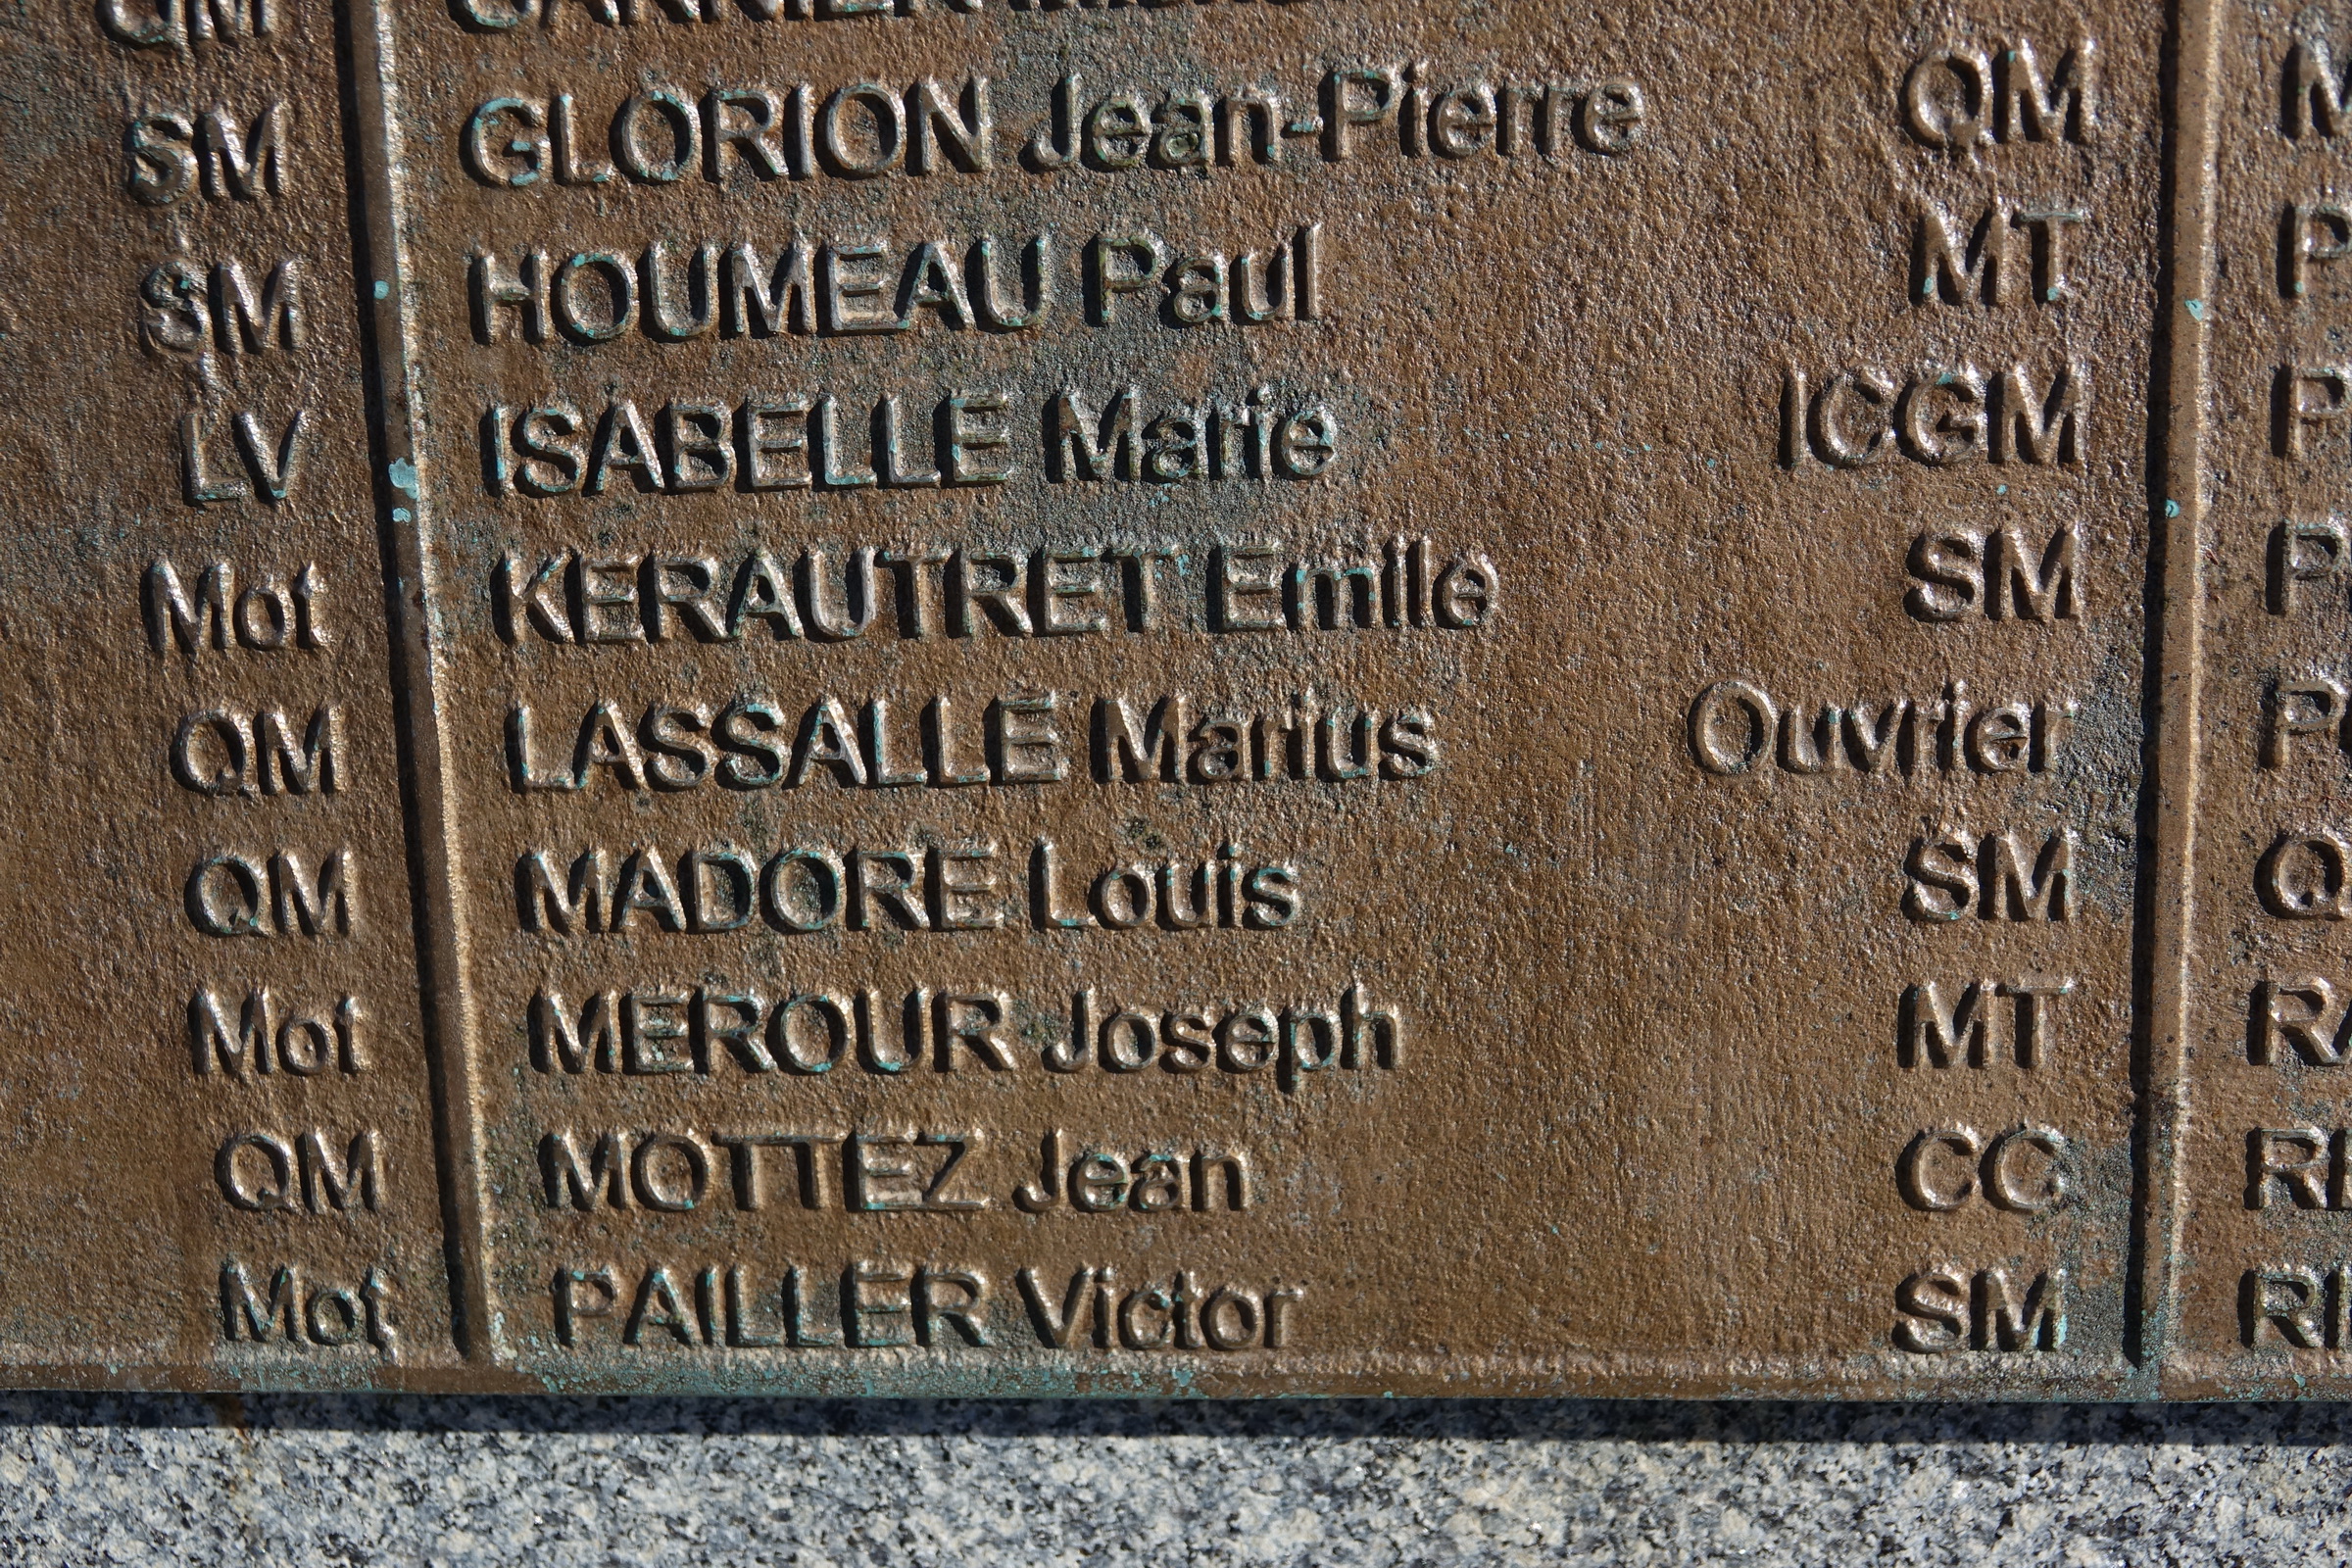 QM
SM GLORION Jean-Pierre QM
SM HOUMEAU Paul MT
LV ISABELLE Marie ICGM
Mot KERAUTRET Emile SM
QM LASSALLE Marius Ouvrier
QM MADORE Louis SM
Mot MEROUR Joseph MT
QM MOTTEZ Jean CC
Mot PAILLER Victor SM